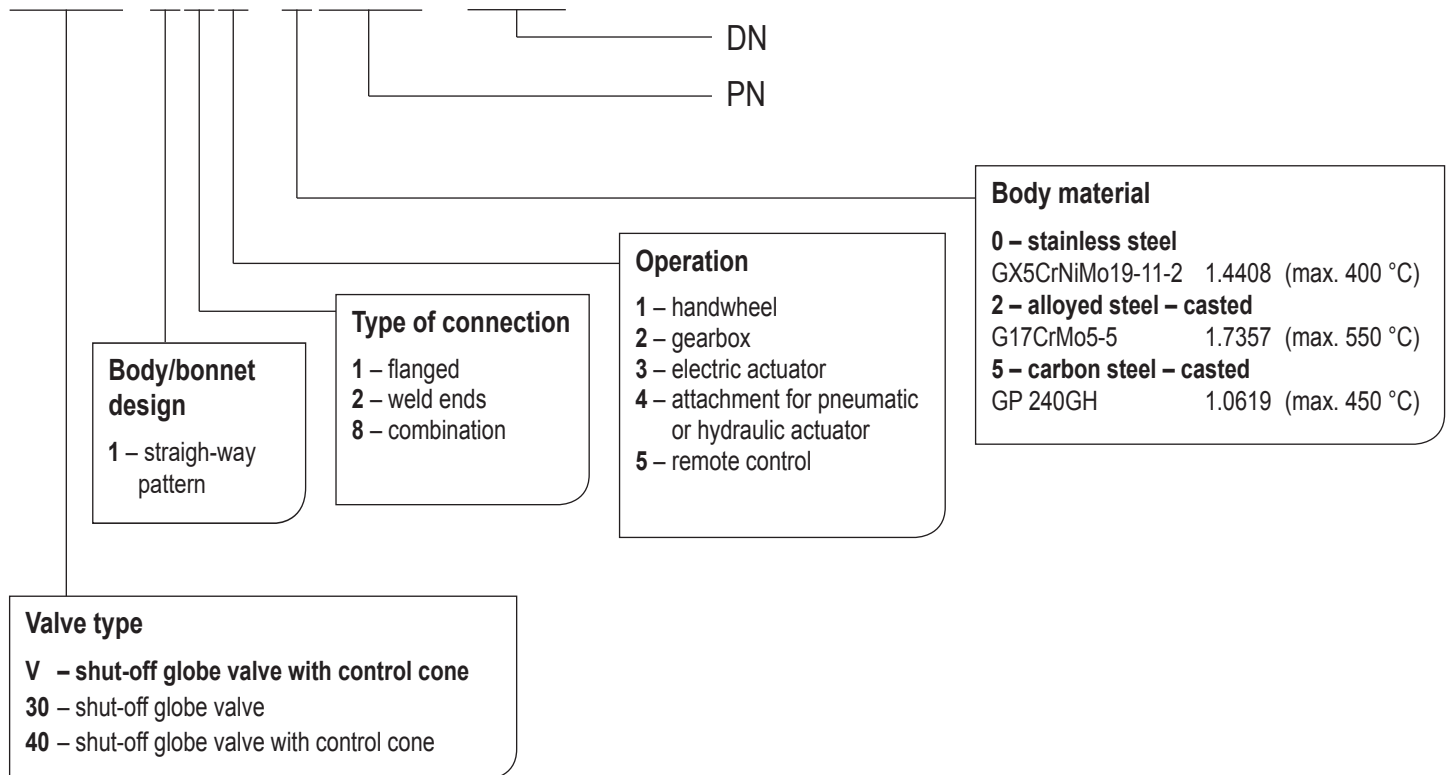 DN
PN
Body material
0 – stainless steel
GX5CrNiMo19-11-2 1.4408 (max. 400 °C)
2 – alloyed steel – casted
G17CrMo5-5 1.7357 (max. 550 °C)
5 – carbon steel – casted
GP 240GH 1.0619 (max. 450 °C)
Operation
1 – handwheel
2 – gearbox
3 – electric actuator
4 – attachment for pneumatic
or hydraulic actuator
5 – remote control
Type of connection
1 – flanged
2 – weld ends
8 – combination
Body/bonnet
design
1 – straigh-way
pattern
Valve type
V – shut-off globe valve with control cone
30 – shut-off globe valve
40 – shut-off globe valve with control cone